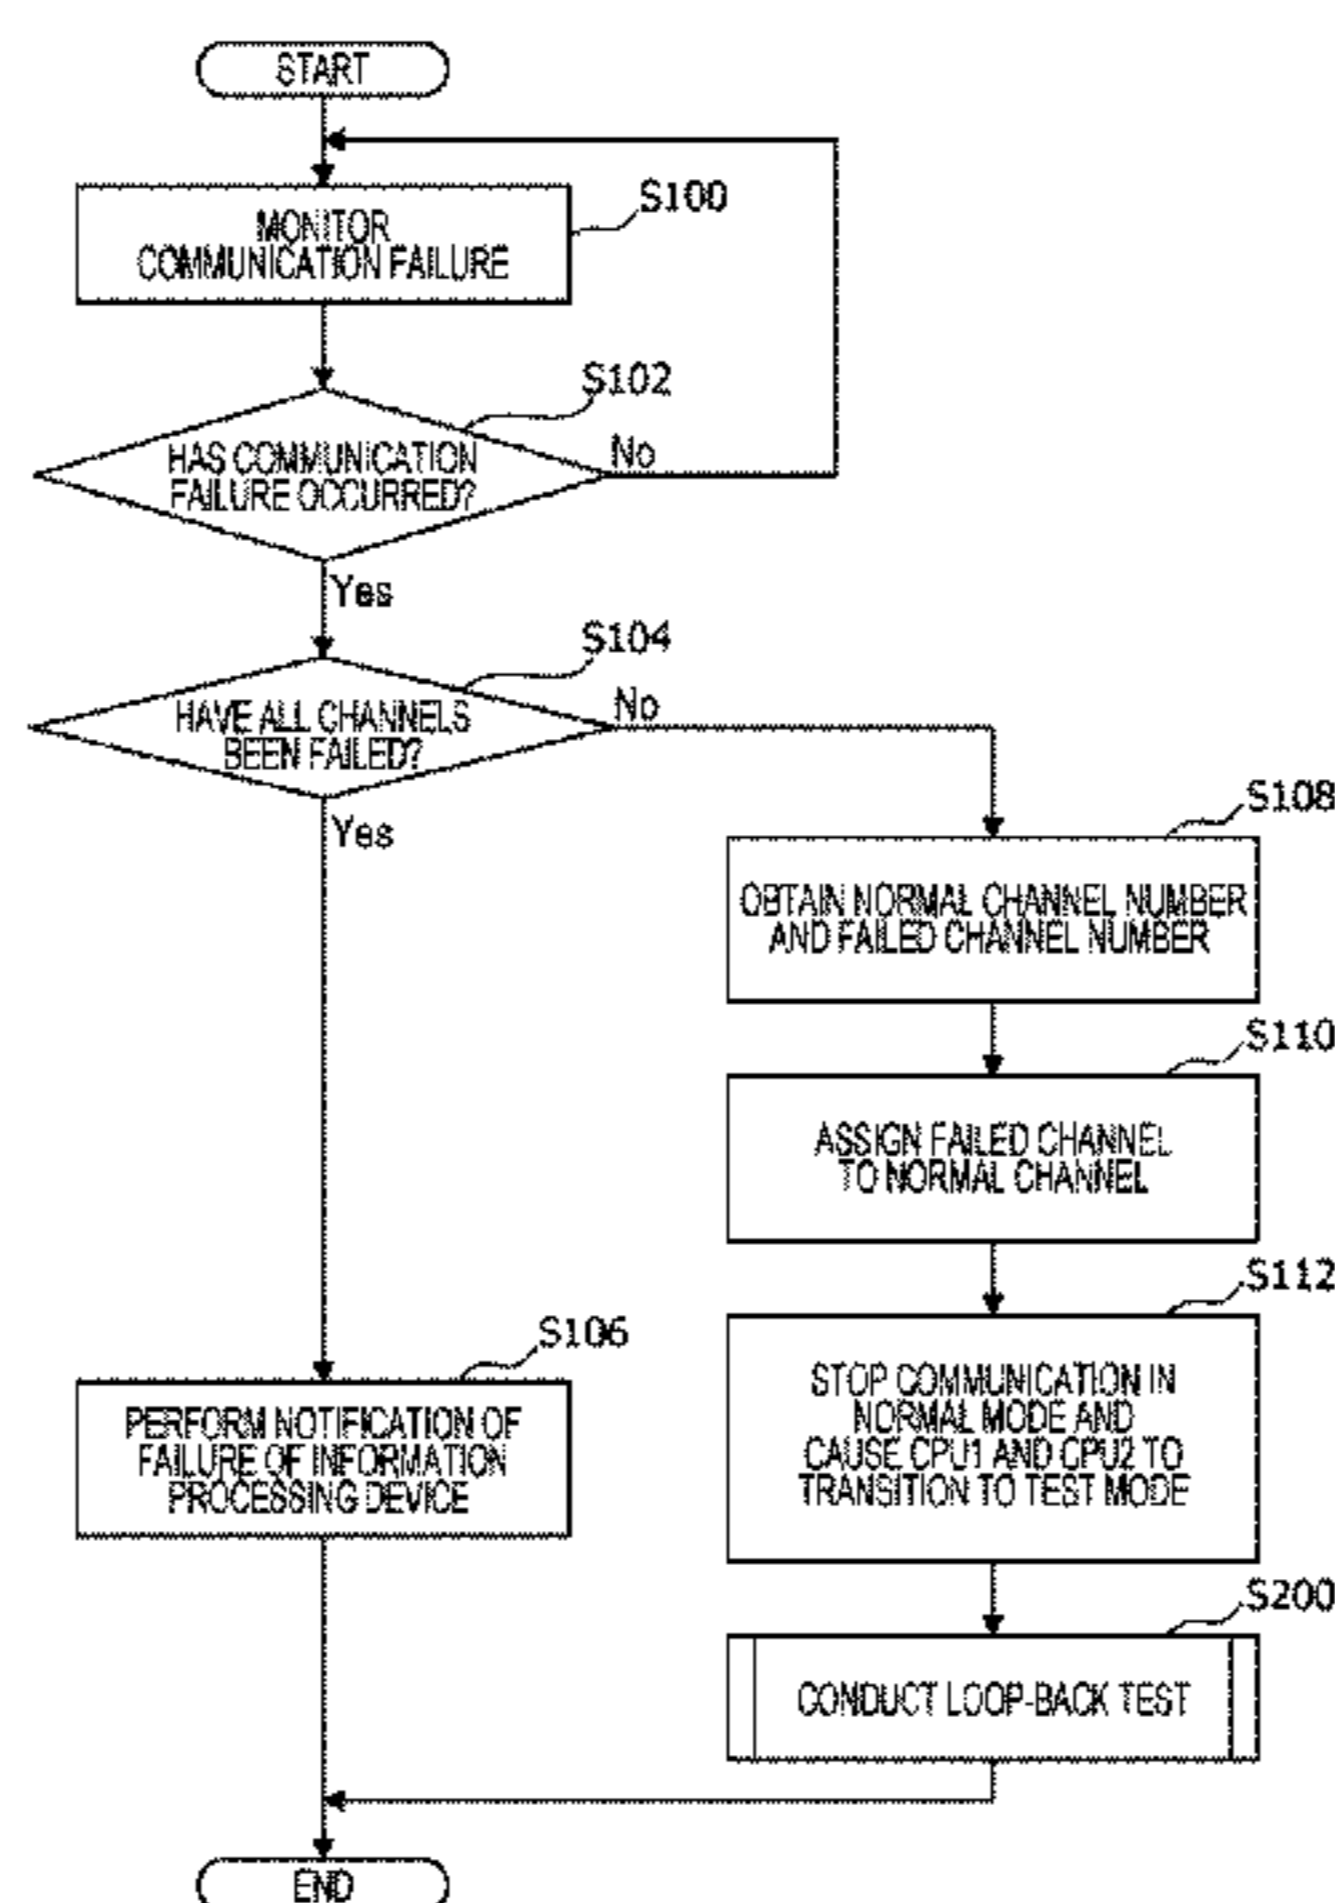 START
S100
MONITOR
COMMUNICATION FAILURE
S102
HAS COMMUNICATION
FAILURE OCCURRED?
No
Yes
S104
HAVE ALL CHANNELS
BEEN FAILED?
No
Yes
S108
OBTAIN NORMAL CHANNEL NUMBER
AND FAILED CHANNEL NUMBER
S110
ASSIGN FAILED CHANNEL
TO NORMAL CHANNEL
S112
STOP COMMUNICATION IN
NORMAL MODE AND
CAUSE CPU1 AND CPU2 TO
TRANSITION TO TEST MODE
S106
PERFORM NOTIFICATION OF
FAILURE OF INFORMATION
PROCESSING DEVICE
S200
CONDUCT LOOP-BACK TEST
END